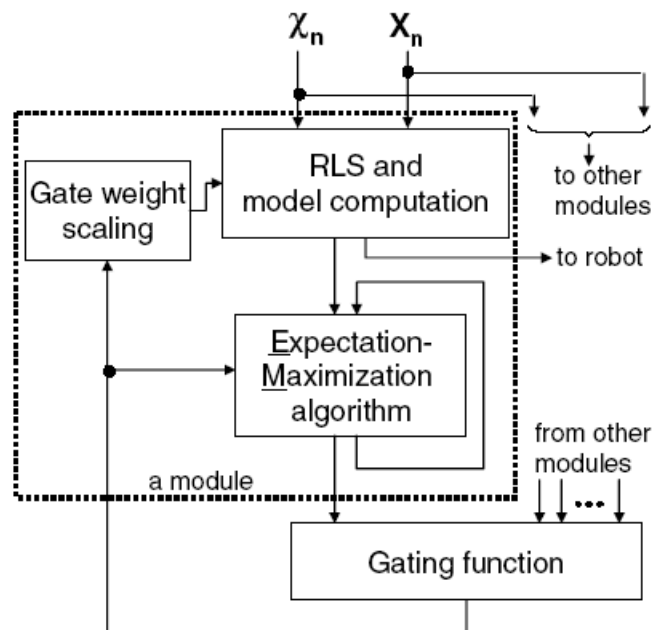 χn Xn
RLS and
model computation
Gate weight
scaling
to other
modules
to robot
Expectation-
Maximization
algorithm
from other
modules
a module
Gating function